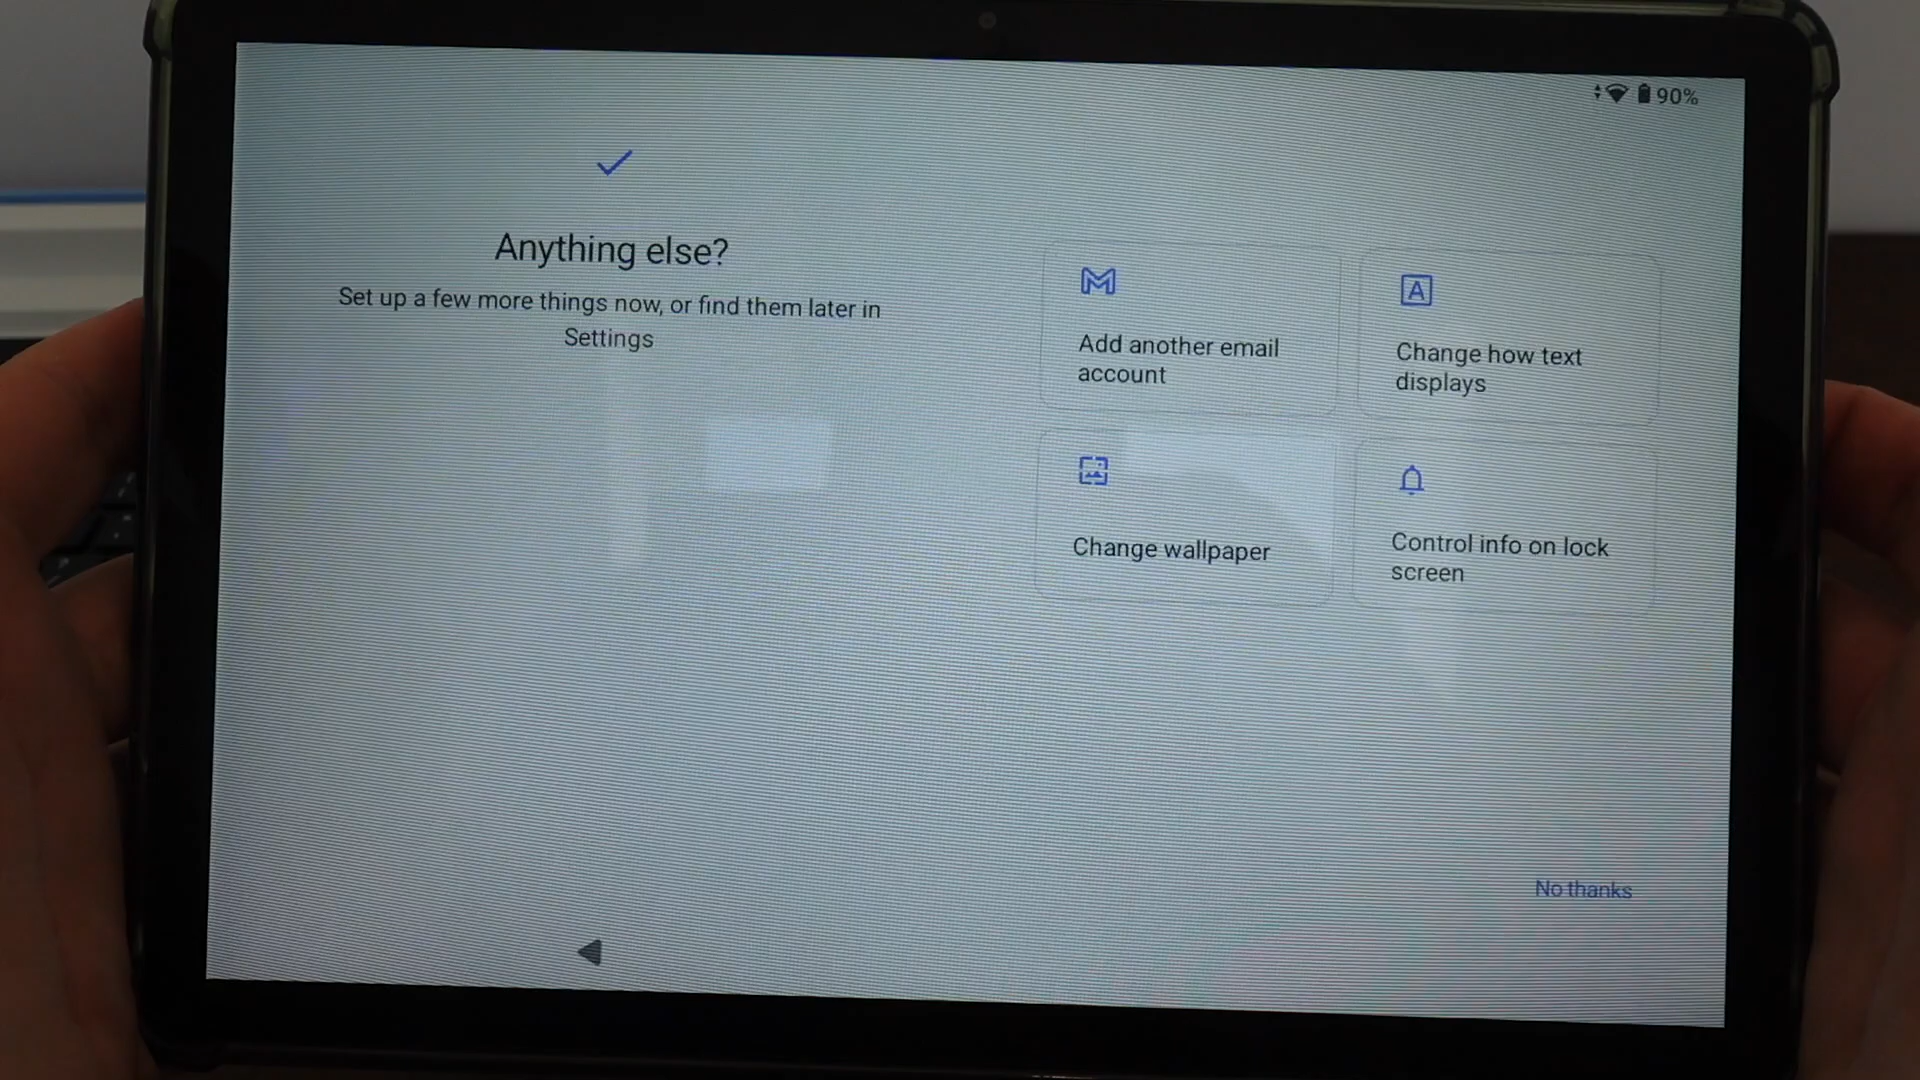 90%
Anything else?
Set up a few more things now, or find them later in
Settings
Add another email
account
A
Change how text
displays
Change wallpaper
Control info on lock
screen
No thanks